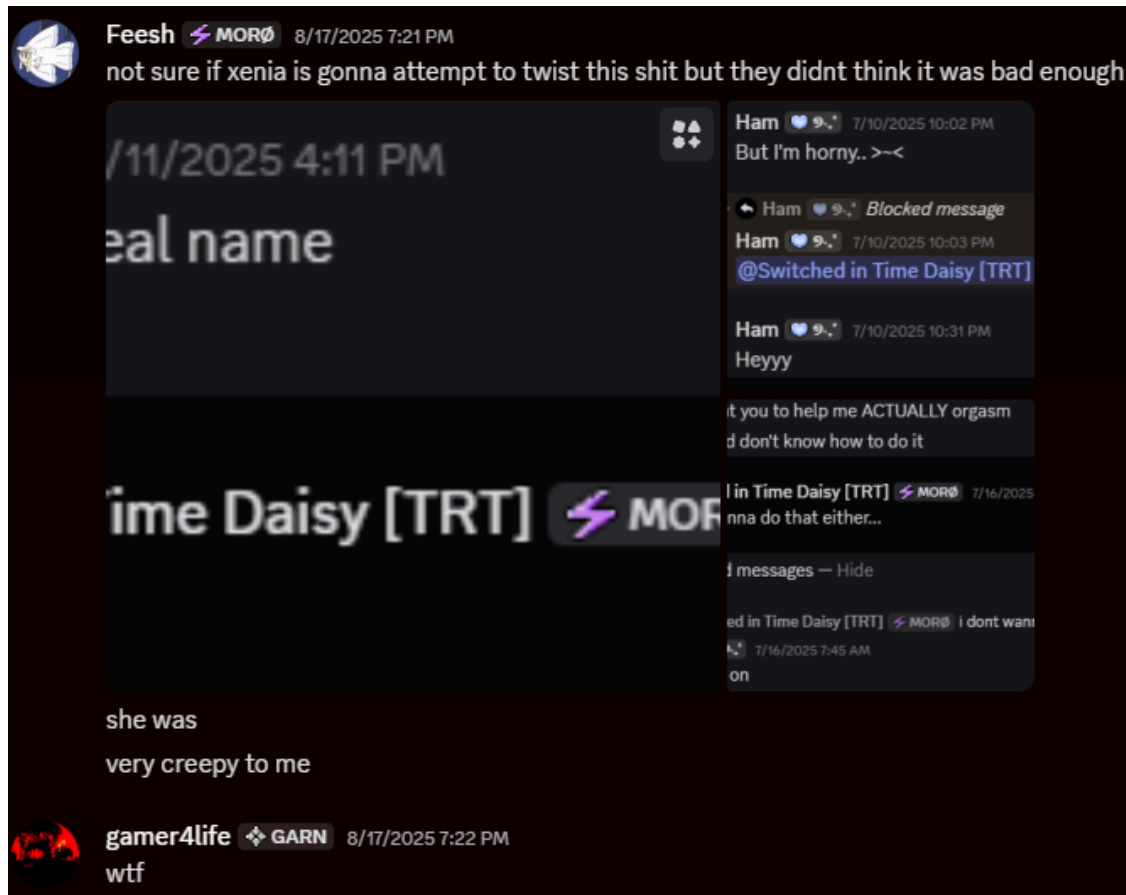 Feesh MORØ 8/17/2025 7:21 PM
not sure if xenia is gonna attempt to twist this shit but they didnt think it was bad enough
/11/2025 4:11 PM
eal name
ime Daisy [TRT] MOR
Ham 7/10/2025 10:02 PM
But I'm horny.. >~<
Ham Blocked message
Ham 7/10/2025 10:03 PM
@Switched in Time Daisy [TRT]
Ham 7/10/2025 10:31 PM
Heyyy
t you to help me ACTUALLY orgasm
d don't know how to do it
l in Time Daisy [TRT] MORØ 7/16/2025
nna do that either...
d messages — Hide
ed in Time Daisy [TRT] MORØ i dont wann
7/16/2025 7:45 AM
on
she was
very creepy to me
gamer4life GARN 8/17/2025 7:22 PM
wtf